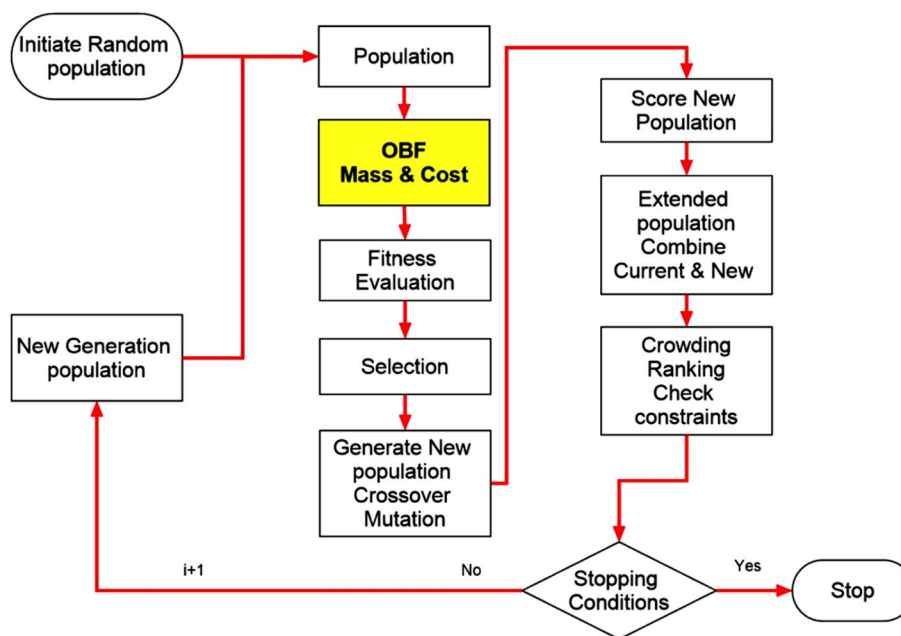 Initiate Random
population
Population
OBF
Mass & Cost
Fitness
Evaluation
Selection
Generate New
population
Crossover
Mutation
Score New
Population
Extended
population
Combine
Current & New
Crowding
Ranking
Check
constraints
Stopping
Conditions
Yes
Stop
No
i+1
New Generation
population